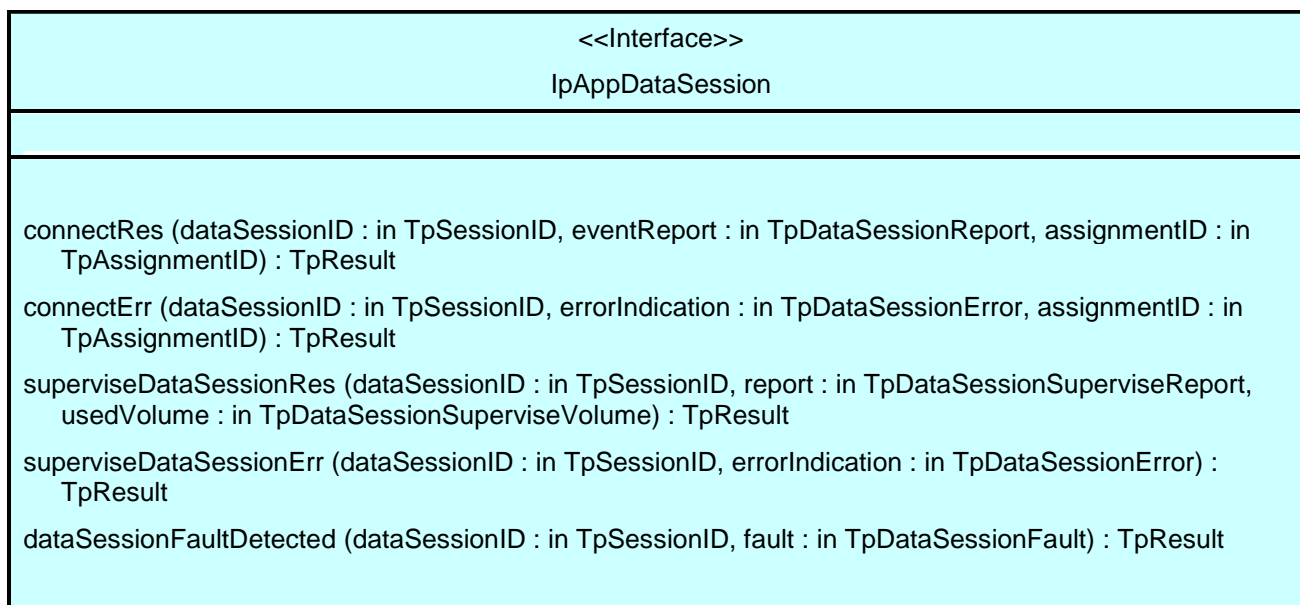 <<Interface>>
IpAppDataSession
connectRes (dataSessionID : in TpSessionID, eventReport : in TpDataSessionReport, assignmentID : in
TpAssignmentID) : TpResult
connectErr (dataSessionID : in TpSessionID, errorIndication : in TpDataSessionError, assignmentID : in
TpAssignmentID) : TpResult
superviseDataSessionRes (dataSessionID : in TpSessionID, report : in TpDataSessionSuperviseReport,
usedVolume : in TpDataSessionSuperviseVolume) : TpResult
superviseDataSessionErr (dataSessionID : in TpSessionID, errorIndication : in TpDataSessionError) :
TpResult
dataSessionFaultDetected (dataSessionID : in TpSessionID, fault : in TpDataSessionFault) : TpResult